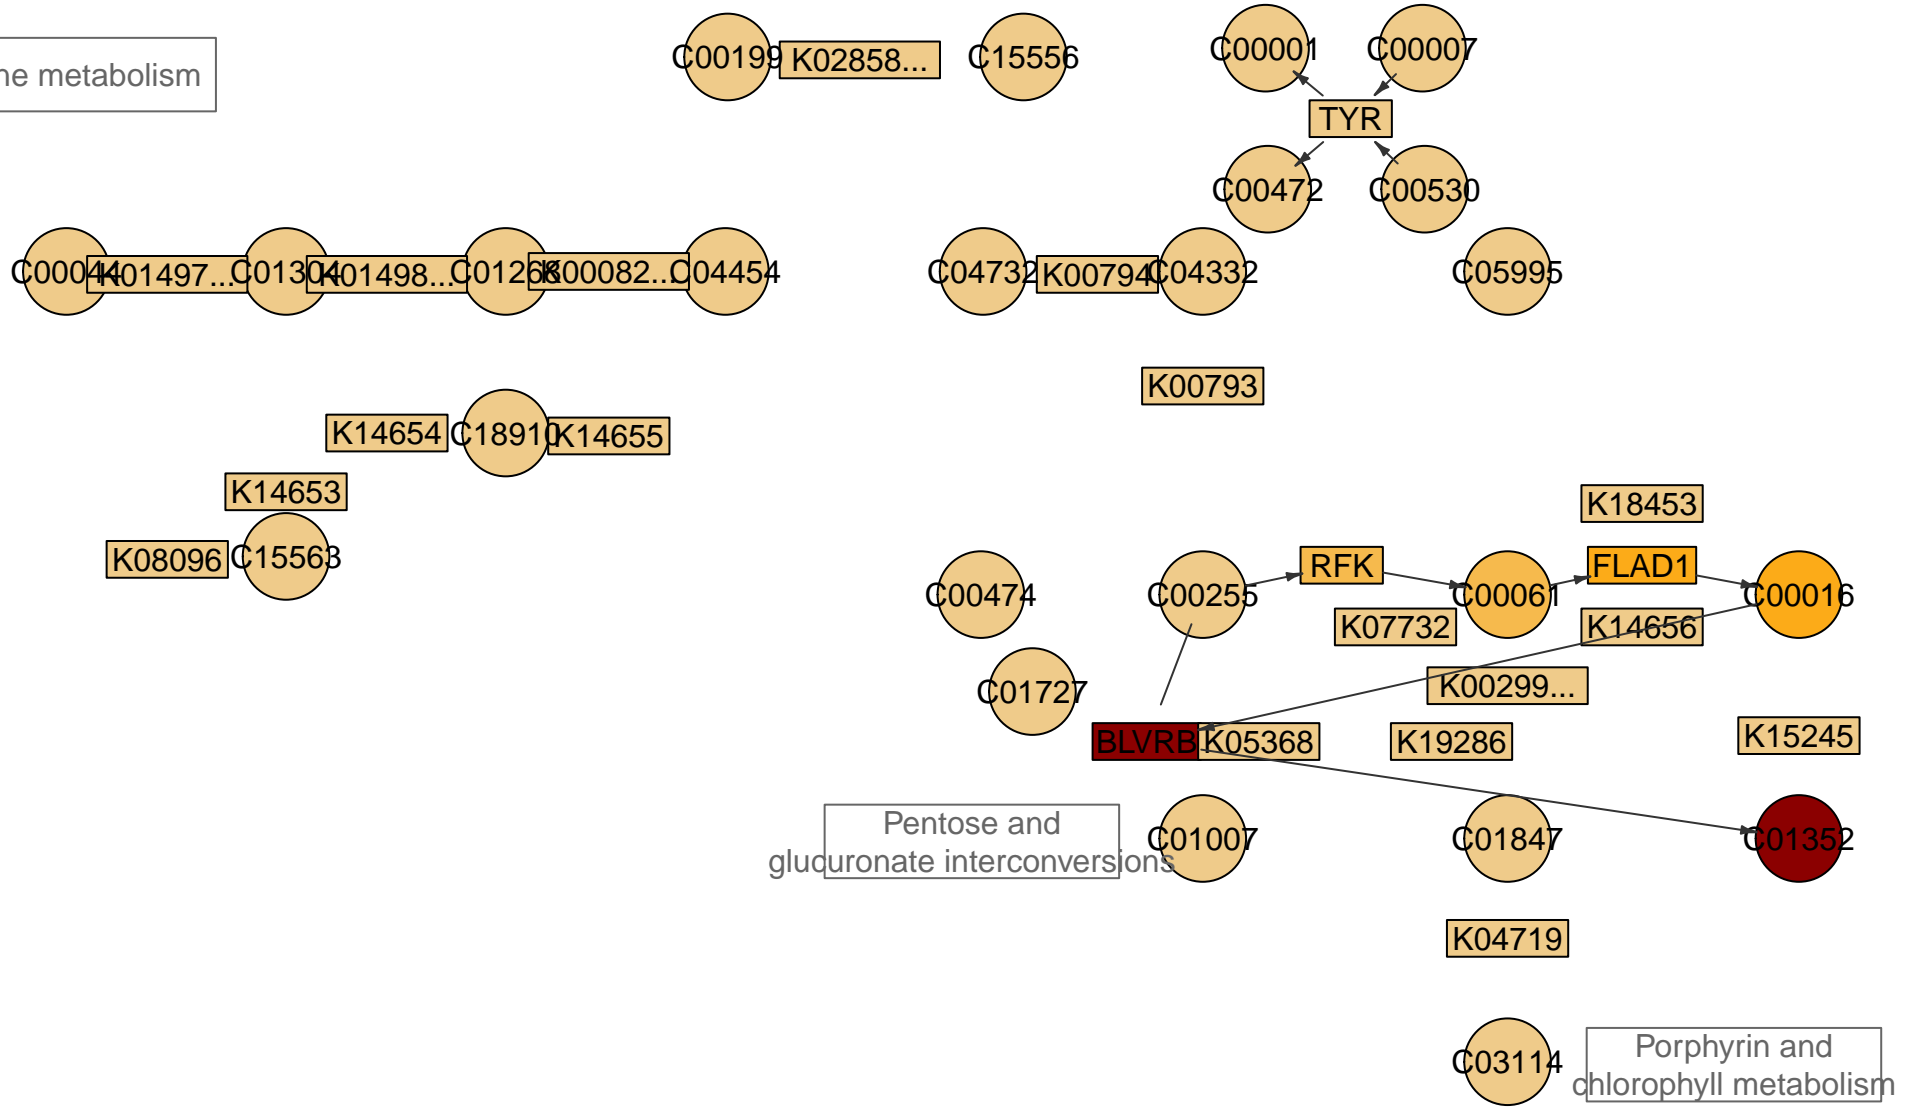 C00199
K02858...
C15556
C00001
C00007
ne metabolism
TYR
C00472
C00530
C00044
K01497...
C01304
K01498...
C01268
K00082...
C04454
C04732
K00794
C04332
C05995
K00793
K14654
C18910
K14655
K14653
K08096
C15563
K18453
C00474
C00255
RFK
C00061
FLAD1
C00016
K07732
K14656
C01727
K00299...
BLVRB
K05368
K19286
K15245
Pentose and
glucuronate interconversions
C01007
C01847
C01352
K04719
C03114
Porphyrin and
chlorophyll metabolism